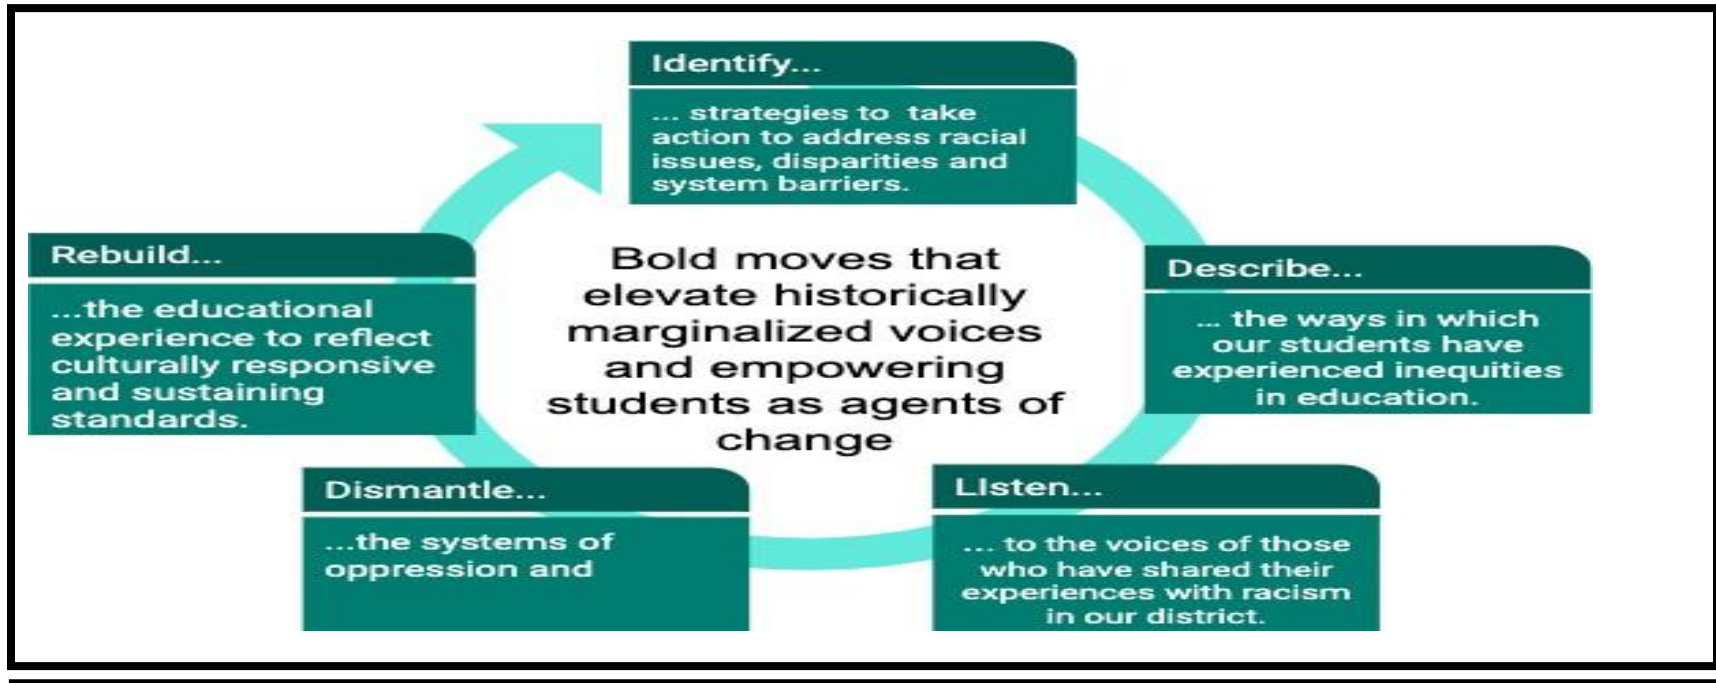 Identify...
... strategies to take
action to address racial
issues, disparities and
system barriers.
Describe...
... the ways in which
our students have
experienced inequities
in education.
LIsten...
... to the voices of those
who have shared their
experiences with racism
in our district.
Dismantle...
...the systems of
oppression and
Rebuild...
...the educational
experience to reflect
culturally responsive
and sustaining
standards.
Bold moves that
elevate historically
marginalized voices
and empowering
students as agents of
change